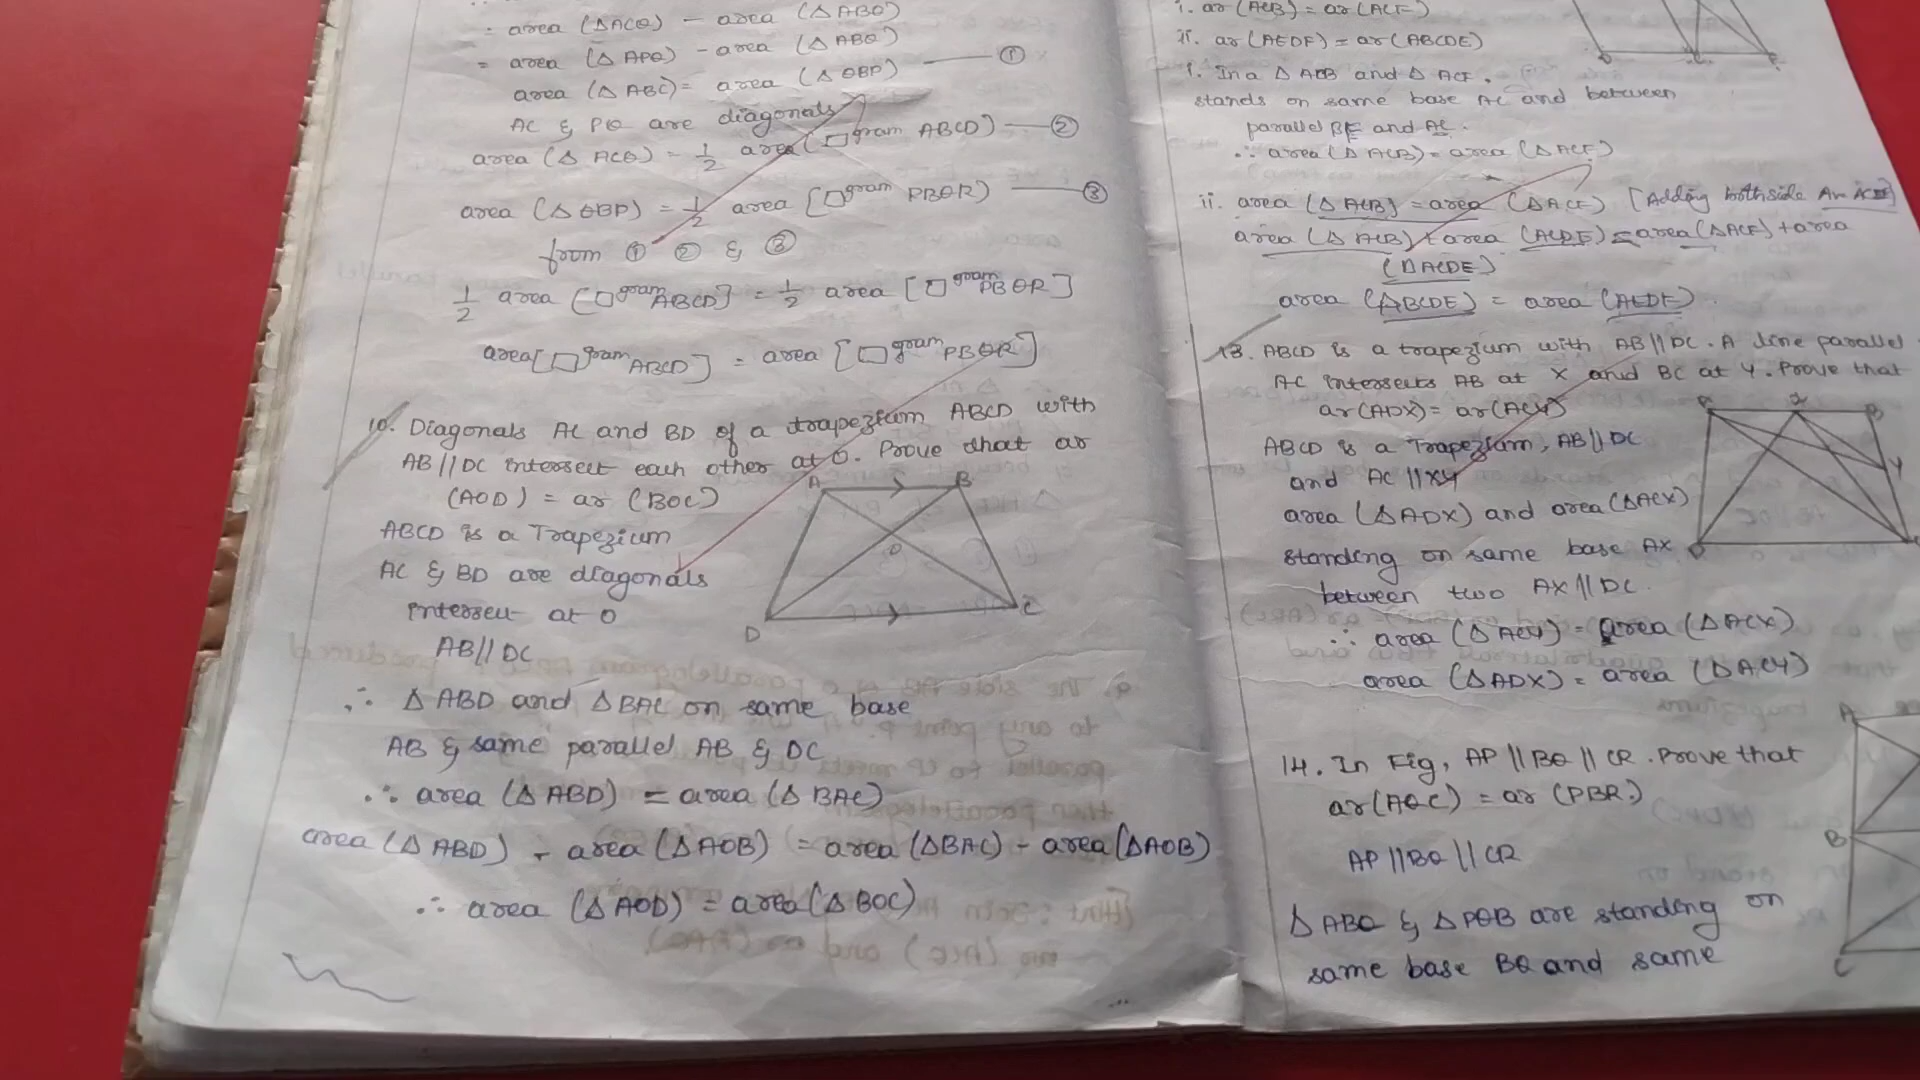 = area (△ACQ) - area (△ABQ)
= area (△APQ) - area (△ABQ)
area (△ABC) = area (△QBP) — ①
AC & PQ are diagonals
area (△ACQ) = 1/2 area (▱gram ABCD) — ②
area (△QBP) = 1/2 area [▱gram PBQR) — ③
from ① ② & ③
1/2 area [▱gram ABCD] = 1/2 area [▱gram PBQR]
area [▱gram ABCD] = area [▱gram PBQR]
10. Diagonals AC and BD of a trapezium ABCD with
AB//DC intersect each other at O. Prove that ar
(AOD) = ar (BOC)
A B
O
D C
ABCD is a Trapezium
AC & BD are diagonals
interseu at O
AB//DC
∴ △ABD and △BAC on same base
AB & same parallel AB & DC
∴ area (△ABD) = area (△BAC)
area (△ABD) - area (△AOB) = area (△BAC) - area (△AOB)
∴ area (△AOD) = area (△BOC)
i. ar (ACB) = ar (ACF)
ii. ar (AEDF) = ar (ABCDE)
i. In a △ACB and △ACF.
stands on same base AC and between
parallel BF and AC.
∴ area (△ACB) = area (△ACF)
ii. area (△ACB) = area (△ACF) [Adding bothside
area (△ACB) + area (ACDE) = area (△ACF) + area
(△ACDE)
area (ABCDE) = area (AEDF).
13. ABCD is a trapezium with AB//DC. A line parallel
AC intersects AB at X and BC at Y. Prove that
ar (ADX) = ar (ACY)
X B
Y
D
ABCD is a Trapezium, AB//DC
and AC //XY
area (△ADX) and area (△ACX)
standing on same base AX
between two AX//DC.
∴ area (△ACY) = area (△ACX)
area (△ADX) = area (△ACY)
14. In Fig, AP//BQ//CR. Prove that
ar (AQC) = ar (PBR)
A
B
C
AP//BQ//CR
△ABQ & △PQB are standing on
same base BQ and same